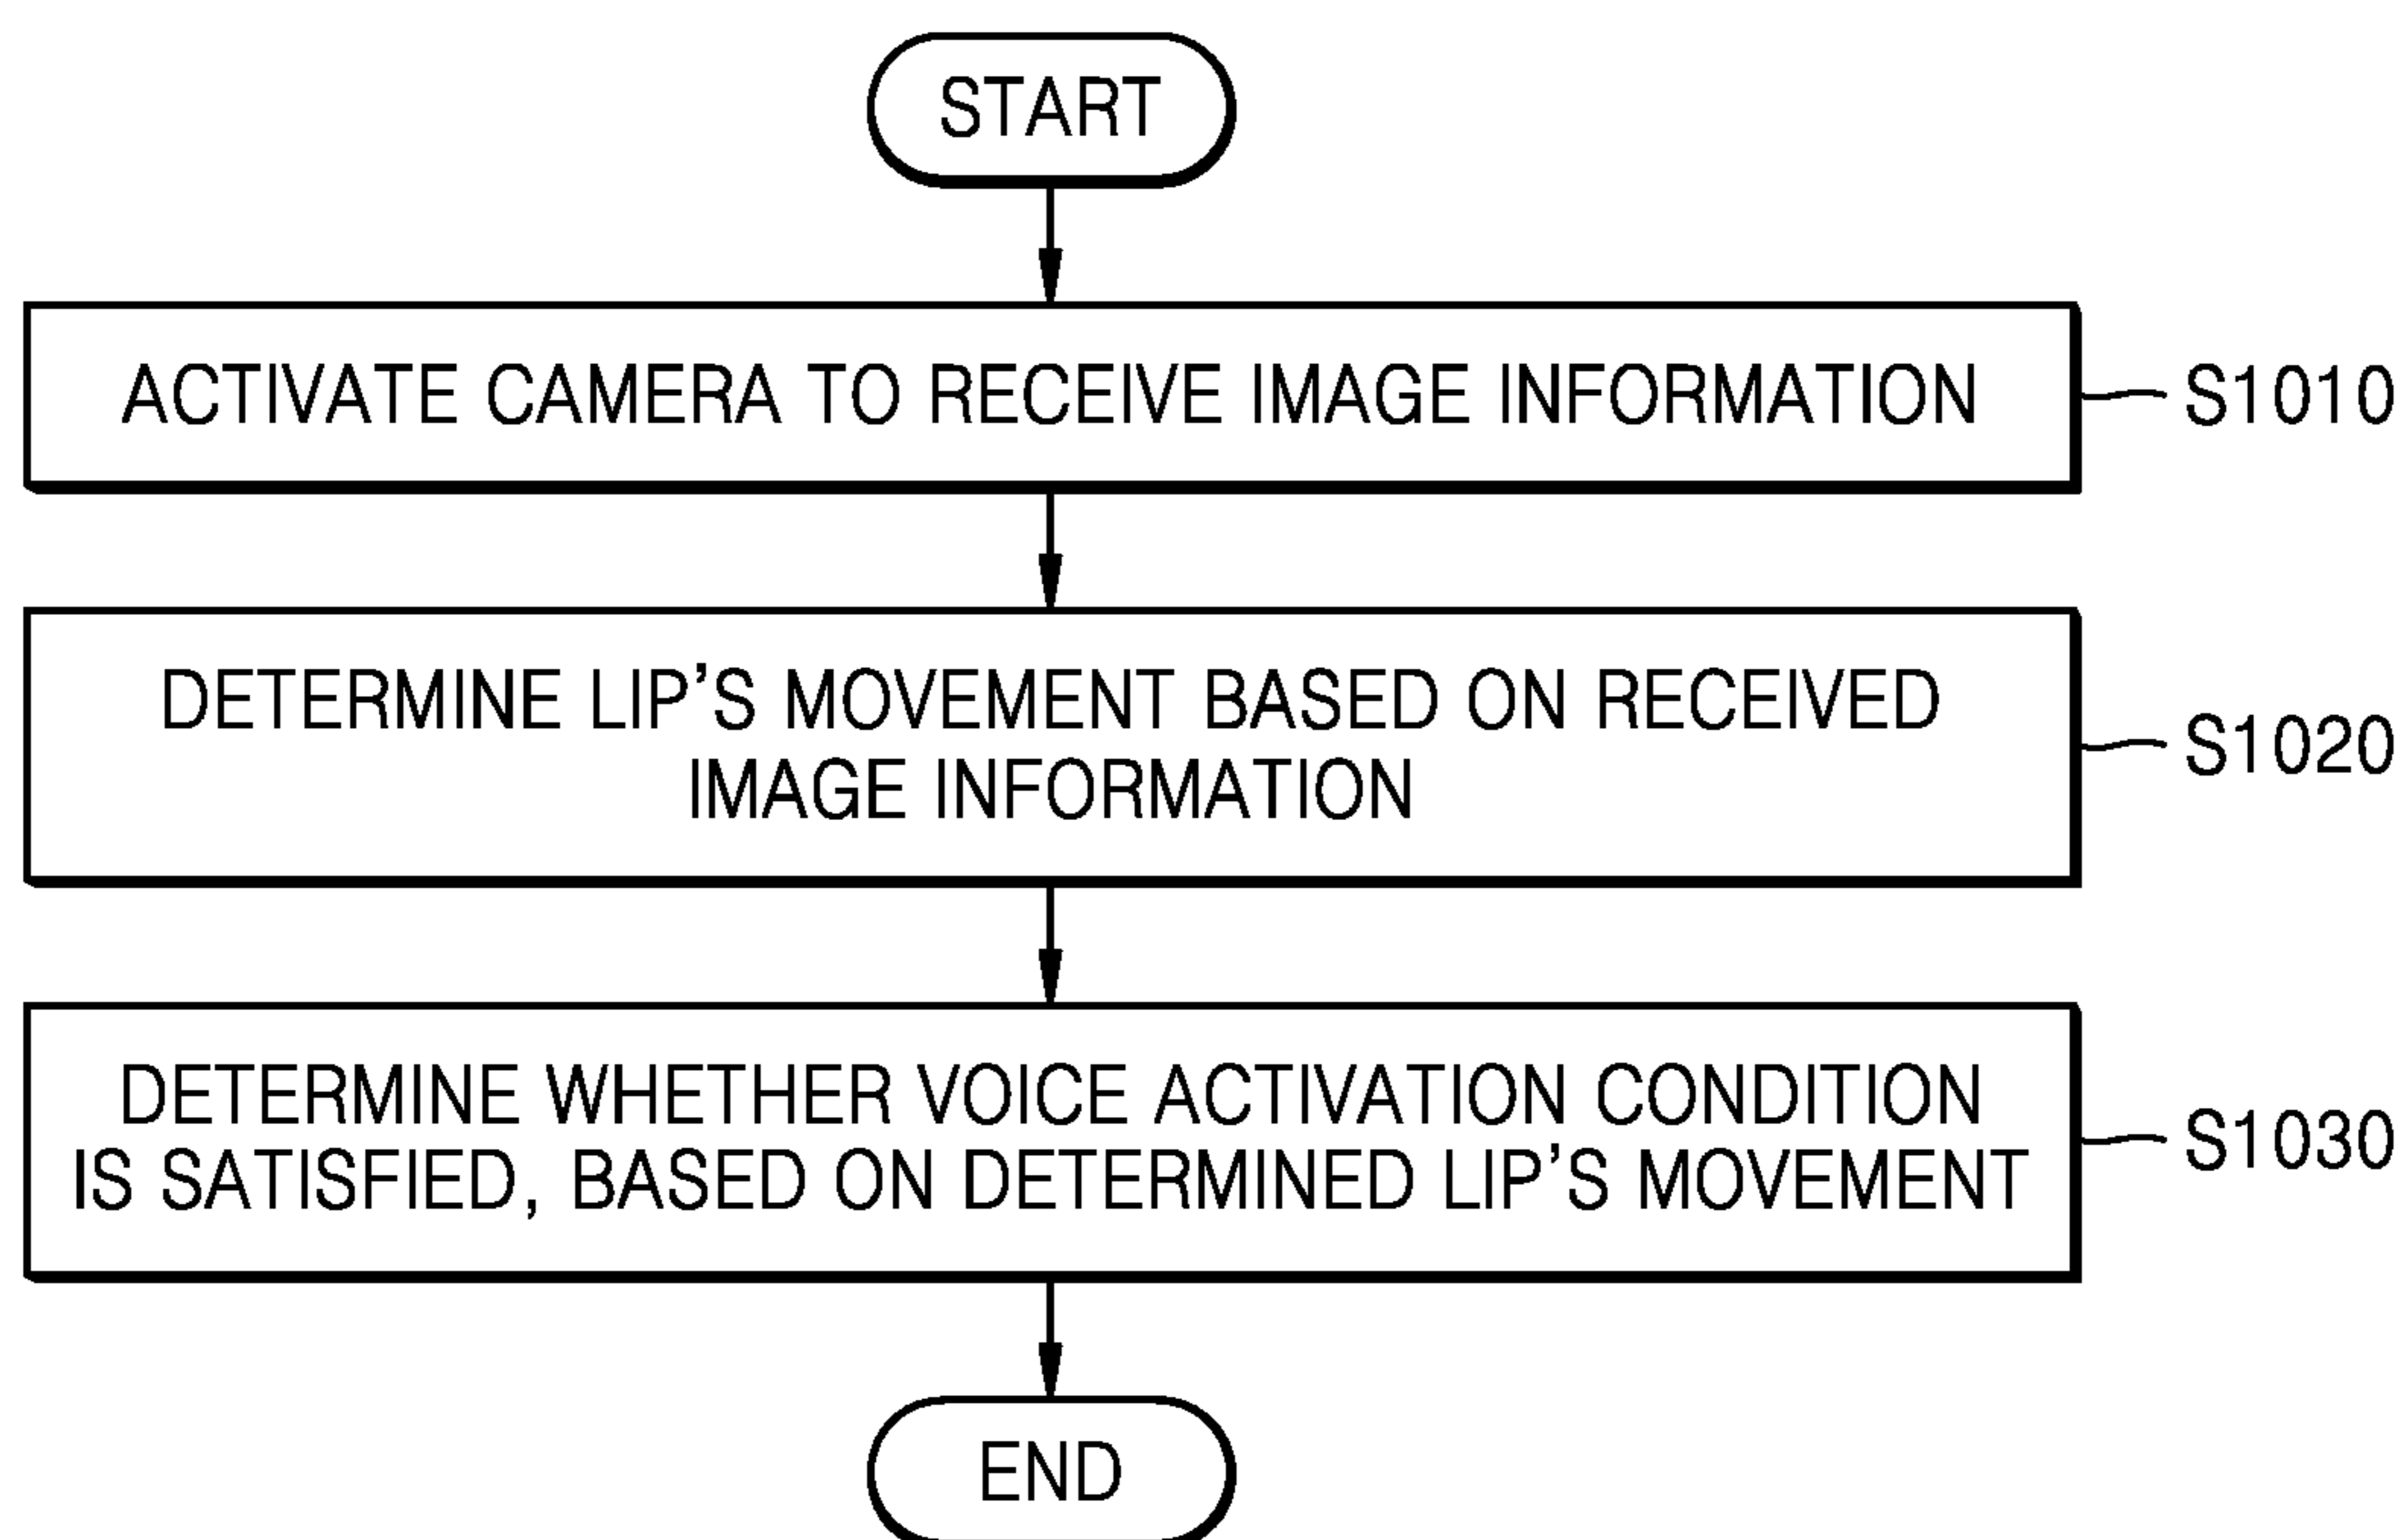 START
ACTIVATE CAMERA TO RECEIVE IMAGE INFORMATION
S1010
DETERMINE LIP’S MOVEMENT BASED ON RECEIVED
IMAGE INFORMATION
S1020
DETERMINE WHETHER VOICE ACTIVATION CONDITION
IS SATISFIED, BASED ON DETERMINED LIP’S MOVEMENT
S1030
END